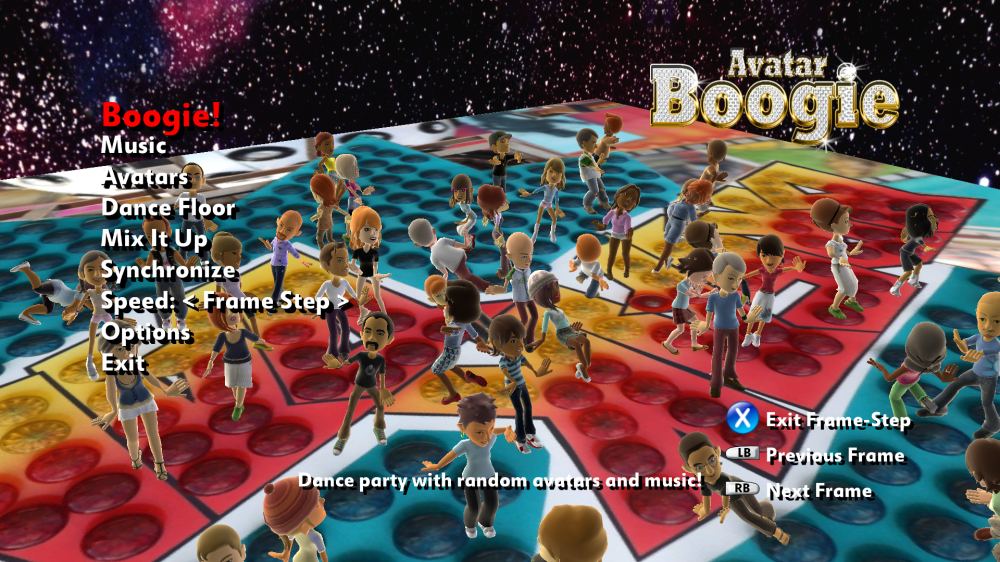 Avatar
Boogie
Boogie!
Music
Avatars
Dance Floor
Mix It Up
Synchronize
Speed: < Frame Step >
Options
Exit
X Exit Frame-Step
LB Previous Frame
RB Next Frame
Dance party with random avatars and music!